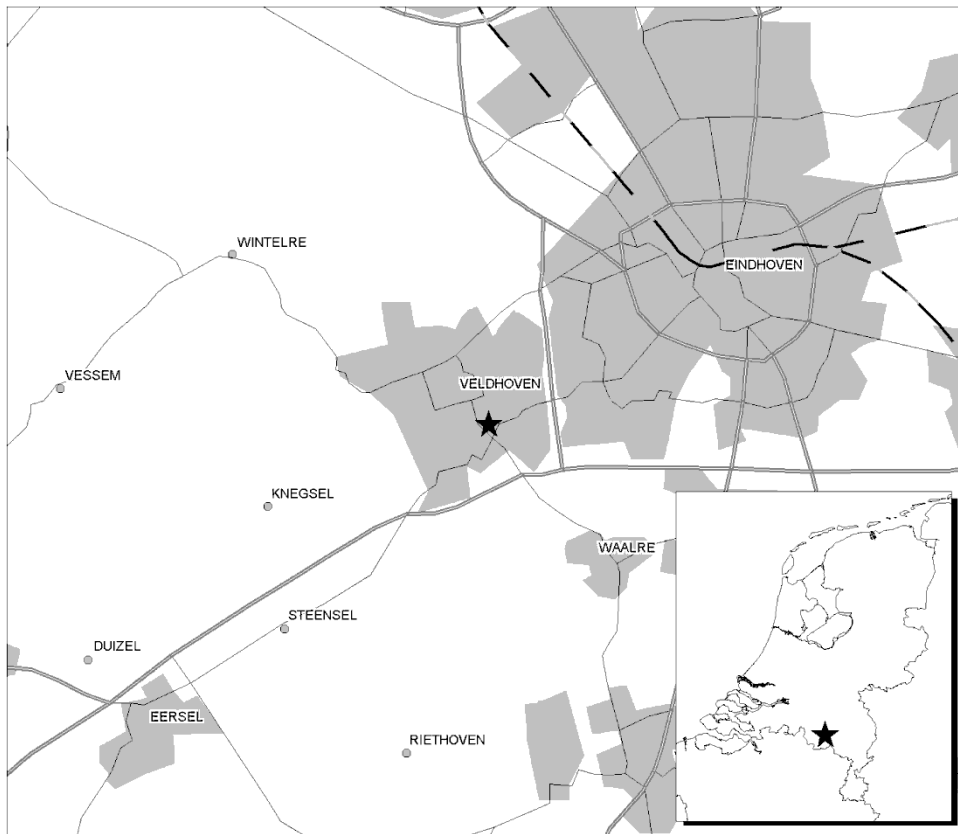 WINTELRE
EINDHOVEN
VESSEM
VELDHOVEN
KNEGSEL
WAALRE
STEENSEL
DUIZEL
EERSEL
RIETHOVEN